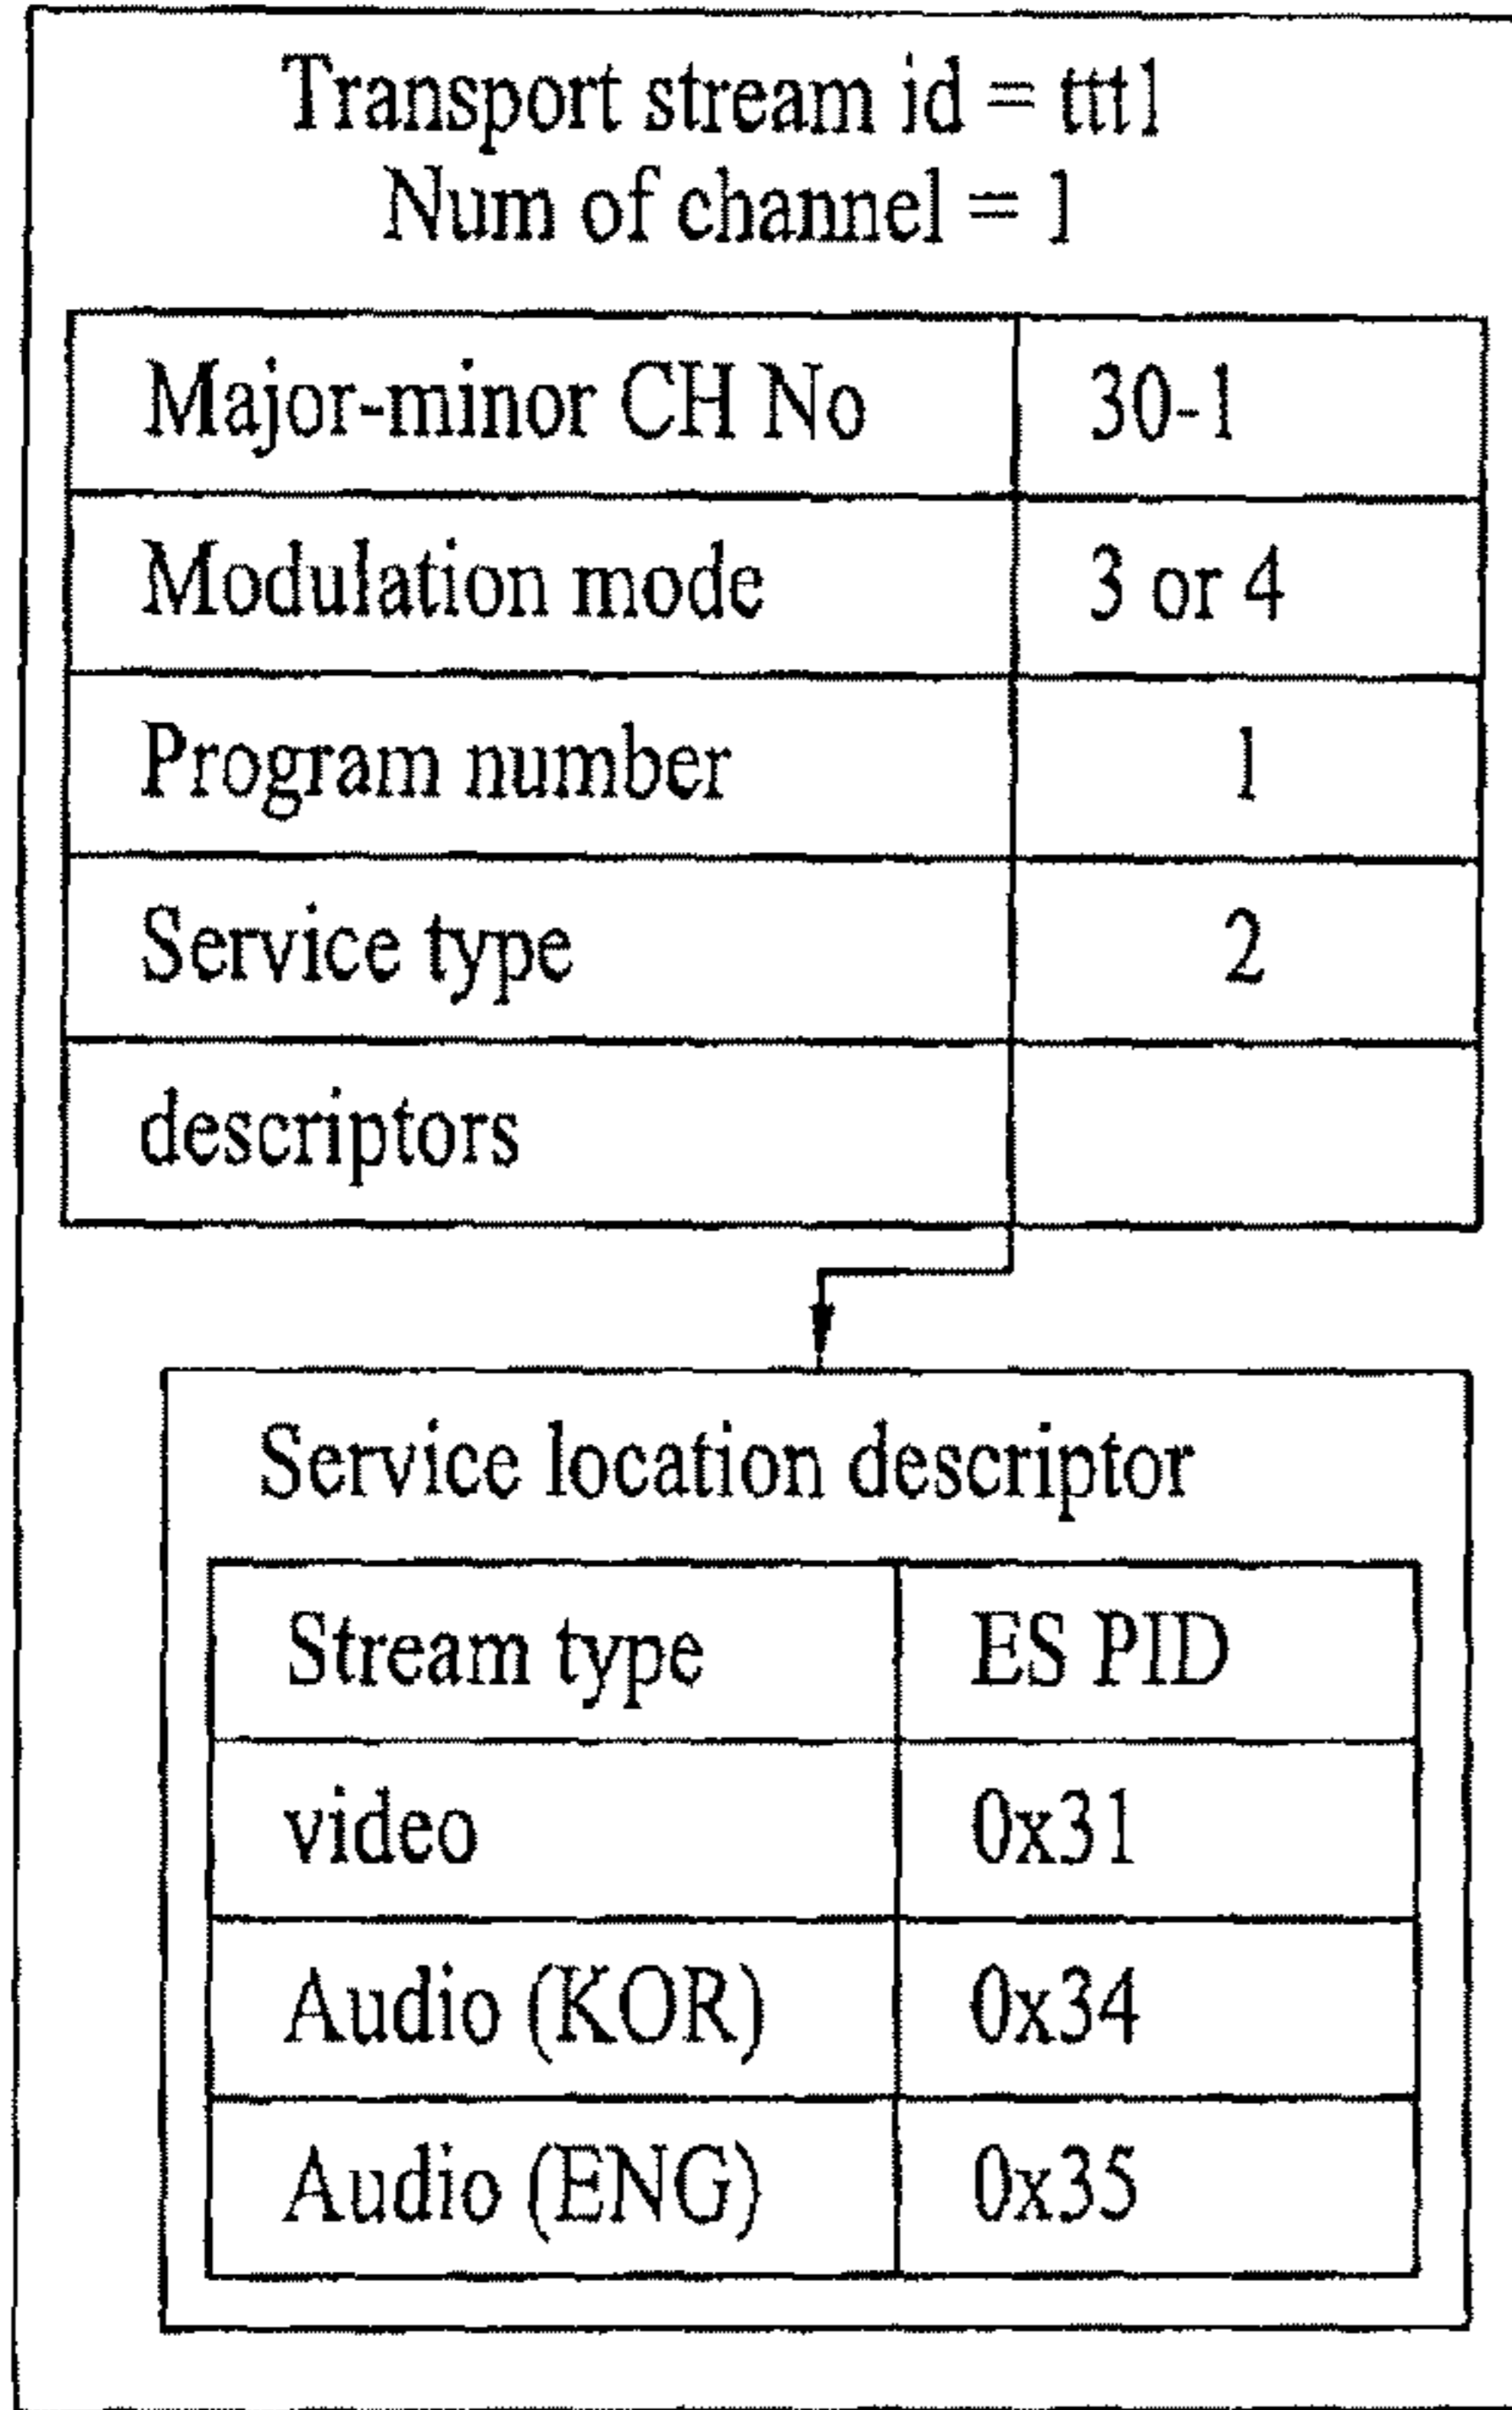 Transport stream id = ttt1
Num of channel = 1
Major-minor CH No 30-1
Modulation mode 3 or 4
Program number 1
Service type 2
descriptors
Service location descriptor
Stream type ES PID
video 0x31
Audio (KOR) 0x34
Audio (ENG) 0x35